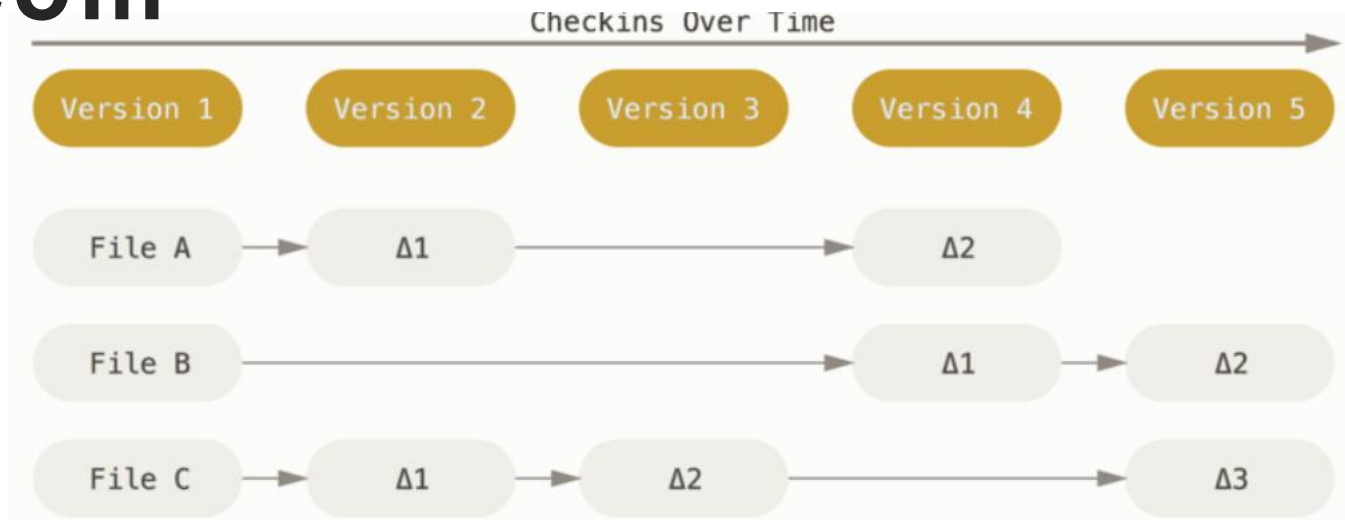 com
Checkins Over Time
Version 1 Version 2 Version 3 Version 4 Version 5
File A Δ1 Δ2
File B Δ1 Δ2
File C Δ1 Δ2 Δ3